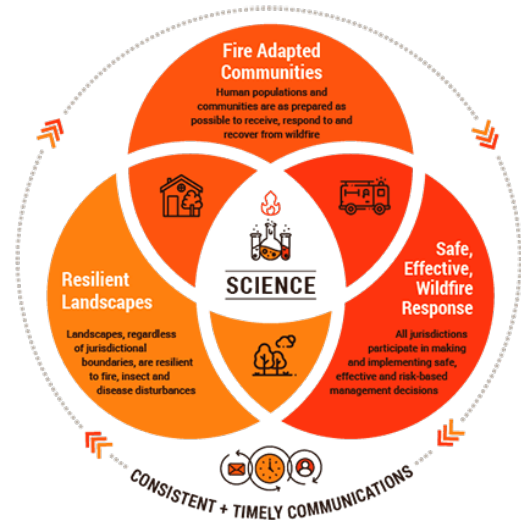 Fire Adapted
Communities
Human populations and
communities are as prepared as
possible to receive, respond to and
recover from wildfire
SCIENCE
Resilient
Landscapes
Landscapes, regardless
of jurisdictional
boundaries, are resilient
to fire, insect and
disease disturbances
Safe,
Effective,
Wildfire
Response
All jurisdictions
participate in making
and implementing safe,
effective and risk-based
management decisions
CONSISTENT + TIMELY COMMUNICATIONS